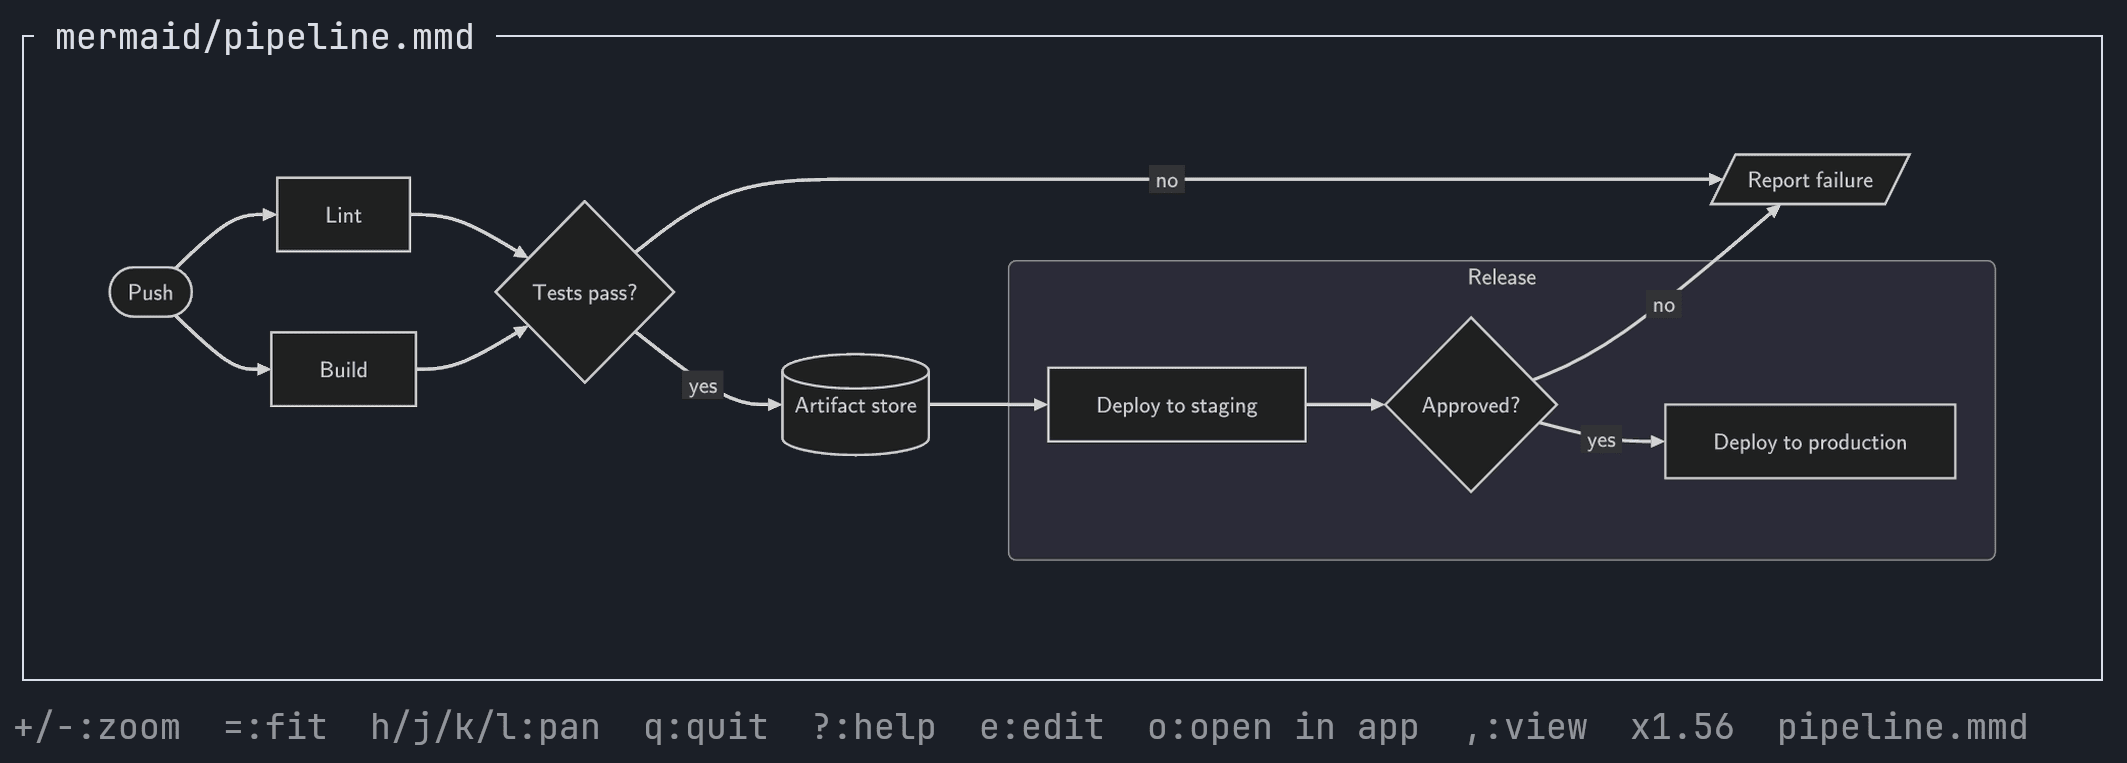 mermaid/pipeline.mmd
Push
Lint
Build
Tests pass?
no
yes
Artifact store
Release
Deploy to staging
Approved?
no
yes
Report failure
Deploy to production
+/-:zoom  =:fit  h/j/k/l:pan  q:quit  ?:help  e:edit  o:open in app  ,:view  x1.56  pipeline.mmd